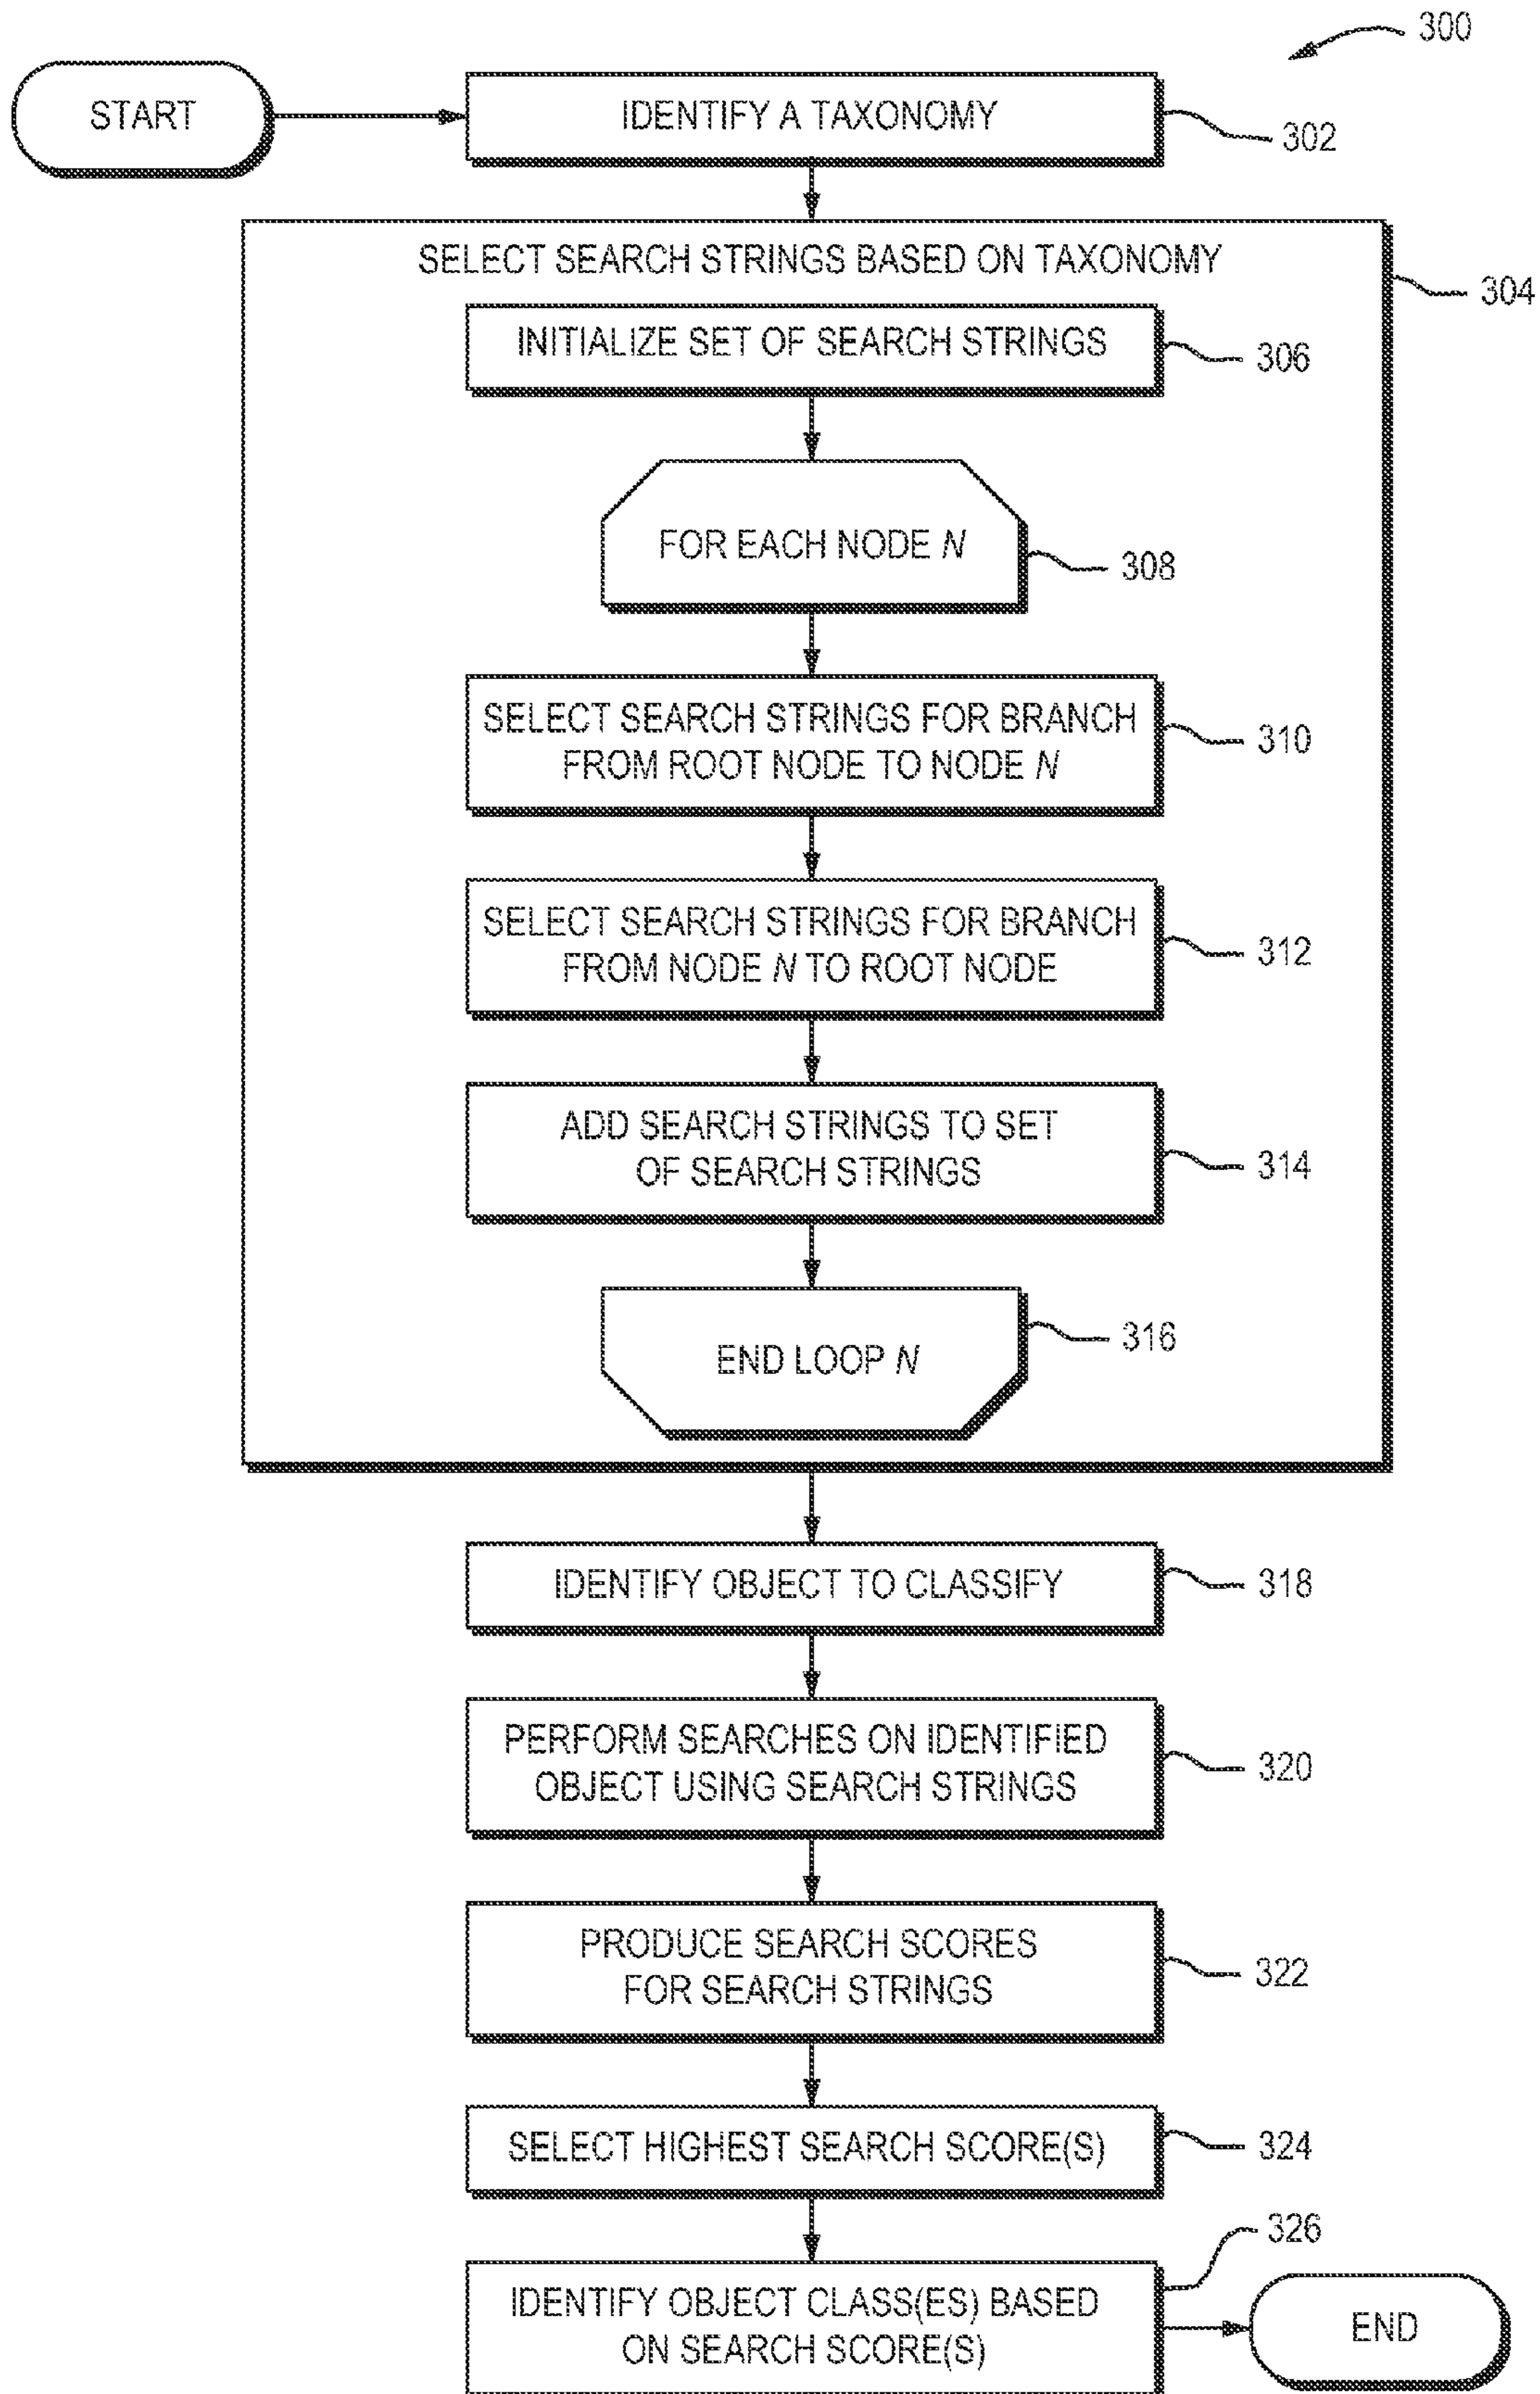 300
START
IDENTIFY A TAXONOMY
302
SELECT SEARCH STRINGS BASED ON TAXONOMY
304
INITIALIZE SET OF SEARCH STRINGS
306
FOR EACH NODE N
308
SELECT SEARCH STRINGS FOR BRANCH
FROM ROOT NODE TO NODE N
310
SELECT SEARCH STRINGS FOR BRANCH
FROM NODE N TO ROOT NODE
312
ADD SEARCH STRINGS TO SET
OF SEARCH STRINGS
314
END LOOP N
316
IDENTIFY OBJECT TO CLASSIFY
318
PERFORM SEARCHES ON IDENTIFIED
OBJECT USING SEARCH STRINGS
320
PRODUCE SEARCH SCORES
FOR SEARCH STRINGS
322
SELECT HIGHEST SEARCH SCORE(S)
324
IDENTIFY OBJECT CLASS(ES) BASED
ON SEARCH SCORE(S)
326
END